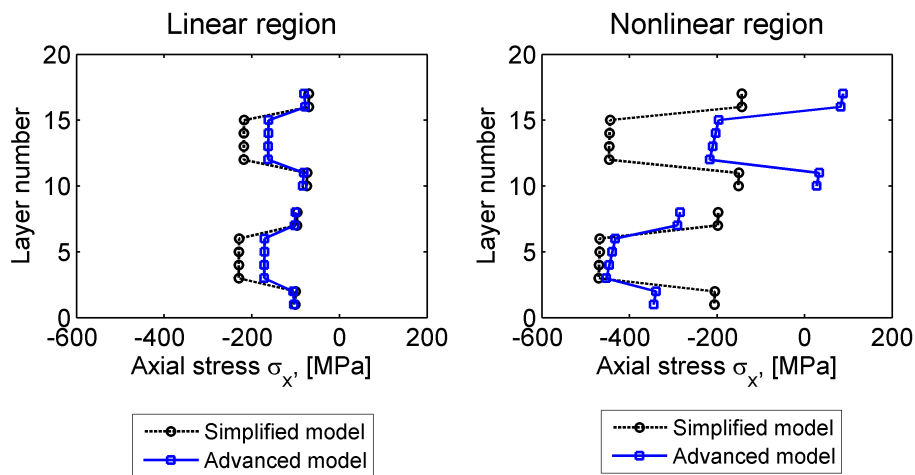 Linear region
20
15
10
5
0
Layer number
-600 -400 -200 0 200
Axial stress σx, [MPa]
Simplified model
Advanced model
Nonlinear region
20
15
10
5
0
Layer number
-600 -400 -200 0 200
Axial stress σx, [MPa]
Simplified model
Advanced model